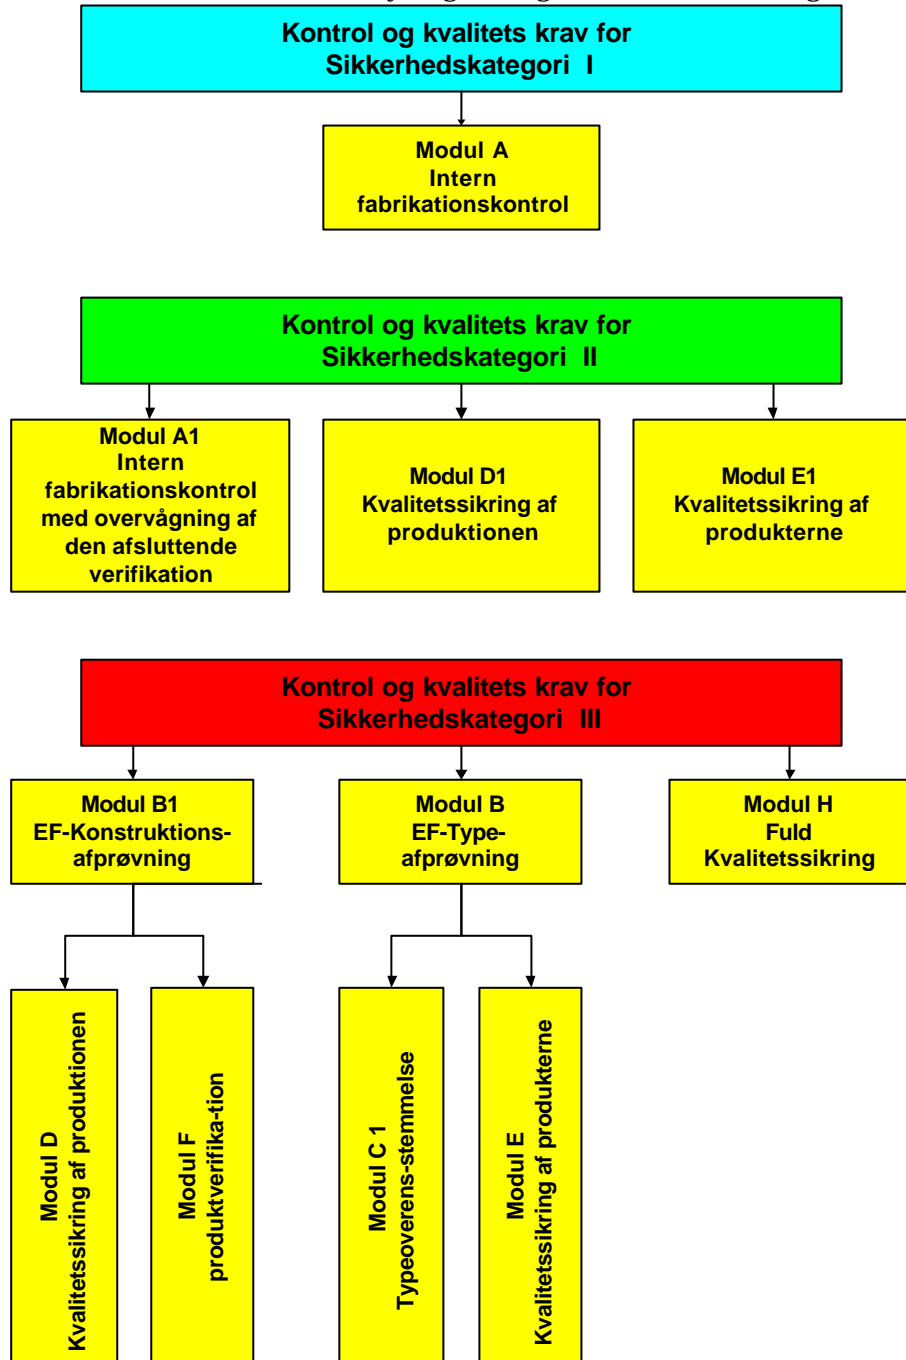 Kontrol og kvalitets krav for
Sikkerhedskategori I
Modul A
Intern
fabrikationskontrol
Kontrol og kvalitets krav for
Sikkerhedskategori II
Modul A1
Intern
fabrikationskontrol
med overvågning af
den afsluttende
verifikation
Modul D1
Kvalitetssikring af
produktionen
Modul E1
Kvalitetssikring af
produkterne
Kontrol og kvalitets krav for
Sikkerhedskategori III
Modul B1
EF-Konstruktions-
afprøvning
Modul B
EF-Type-
afprøvning
Modul H
Fuld
Kvalitetssikring
Modul D
Kvalitetssikring af produktionen
Modul F
produktverifika-tion
Modul C 1
Typeoverens-stemmelse
Modul E
Kvalitetssikring af produkterne